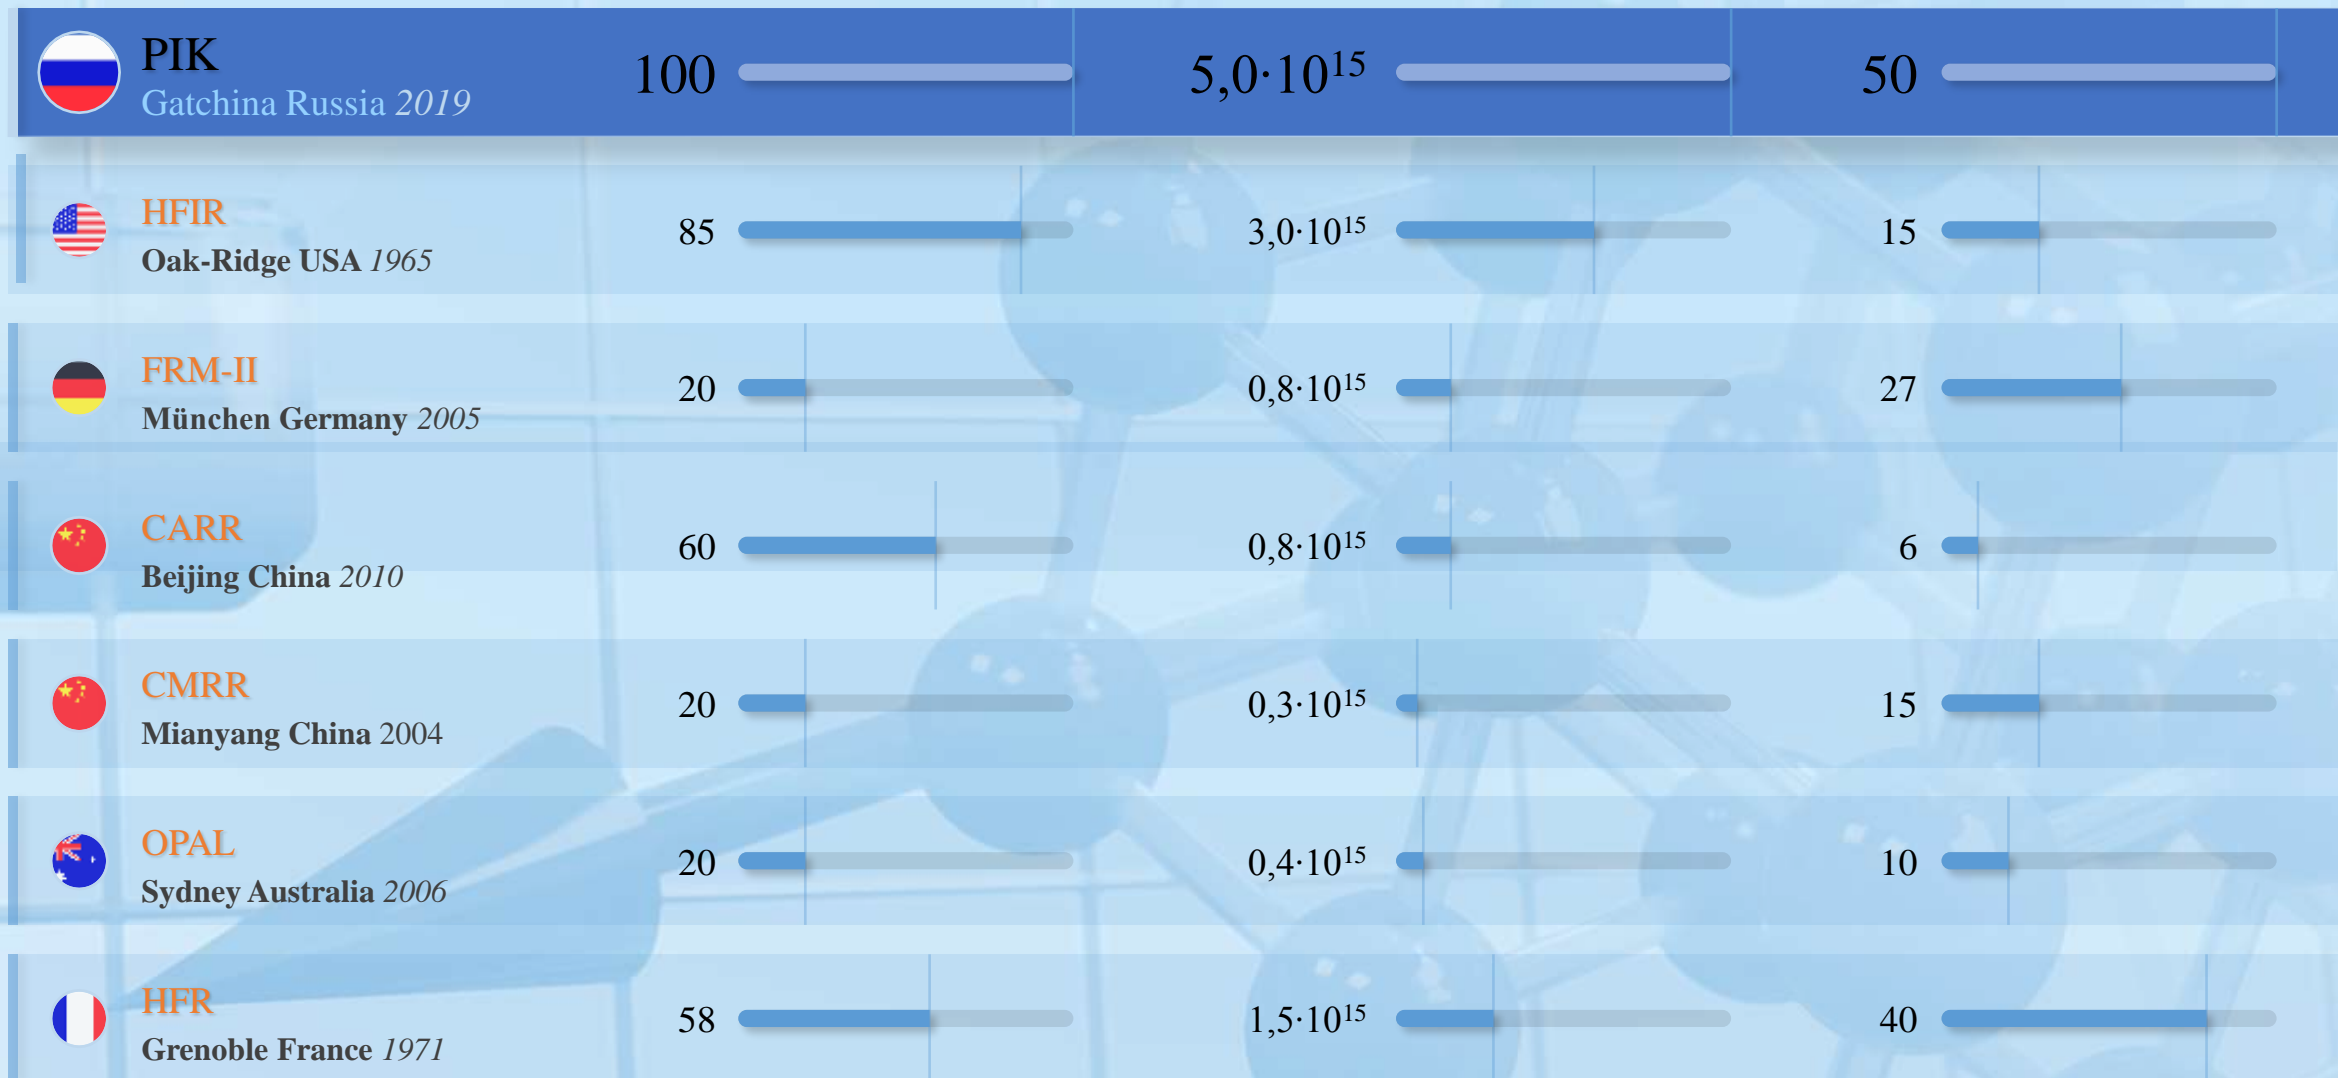 PIK
Gatchina Russia 2019
100
5,0·10¹⁵
50
HFIR
Oak-Ridge USA 1965
85
3,0·10¹⁵
15
FRM-II
München Germany 2005
20
0,8·10¹⁵
27
CARR
Beijing China 2010
60
0,8·10¹⁵
6
CMRR
Mianyang China 2004
20
0,3·10¹⁵
15
OPAL
Sydney Australia 2006
20
0,4·10¹⁵
10
HFR
Grenoble France 1971
58
1,5·10¹⁵
40